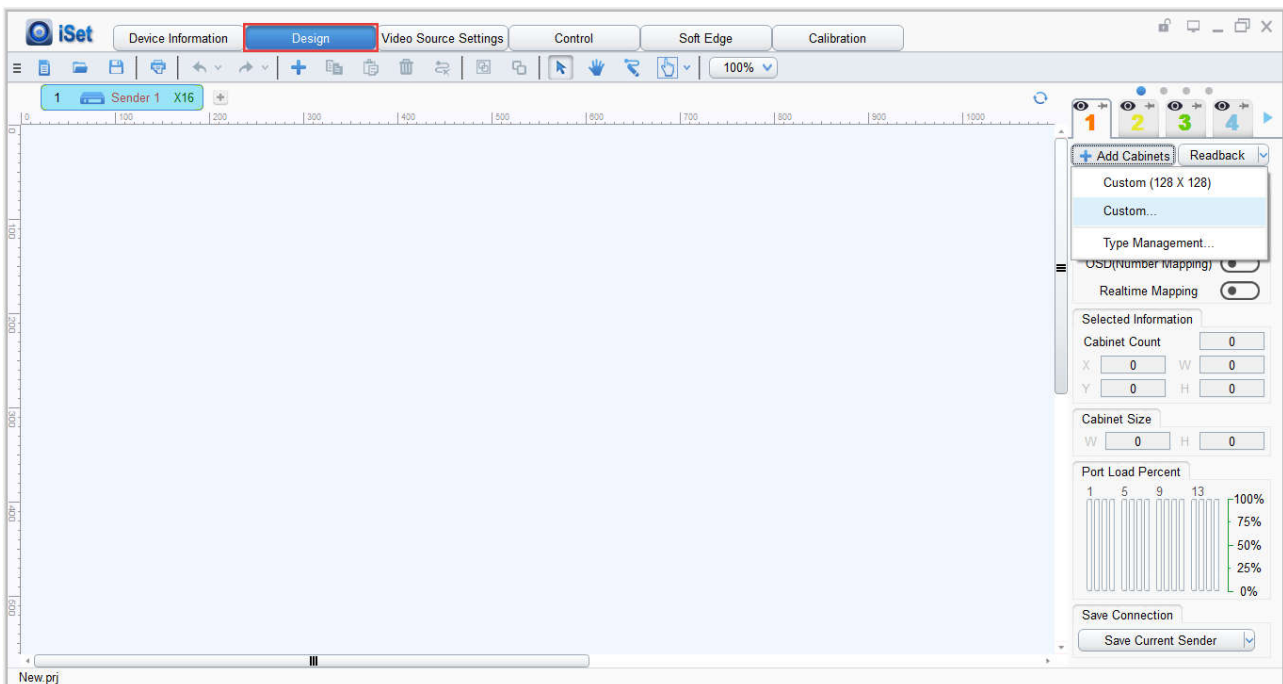 iSet Device Information Design Video Source Settings Control Soft Edge Calibration
100%
1 Sender 1 X16
0 100 200 300 400 500 600 700 800 900 1000
1 2 3 4
Add Cabinets Readback
Custom (128 X 128)
Custom...
Type Management...
OSD(Number Mapping)
Realtime Mapping
Selected Information
Cabinet Count 0
X 0 W 0
Y 0 H 0
Cabinet Size
W 0 H 0
Port Load Percent
1 5 9 13
100%
75%
50%
25%
0%
Save Connection
Save Current Sender
0
100
200
300
400
500
New.prj